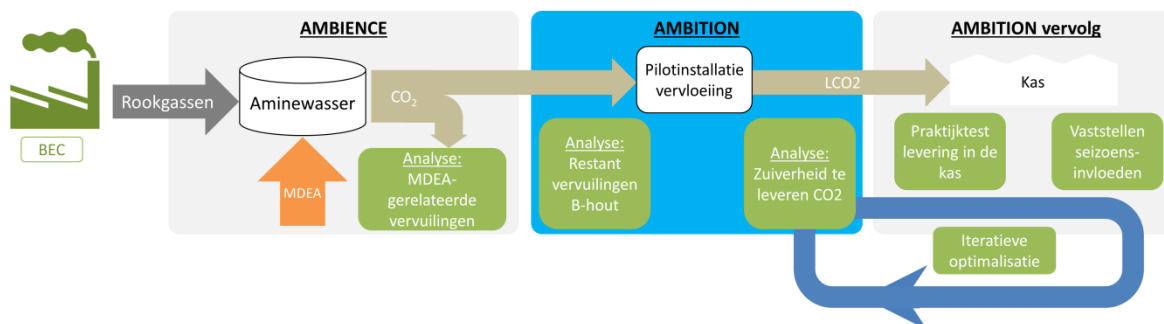 AMBIENCE
AMBITION
AMBITION vervolg
BEC
Rookgassen
Aminewasser
CO2
MDEA
Analyse:
MDEA-
gerelateerde
vervuilingen
Pilotinstallatie
vervloeiing
LCO2
Kas
Analyse:
Restant
vervuilingen
B-hout
Analyse:
Zuiverheid te
leveren CO2
Praktijktest
levering in de
kas
Vaststellen
seizoens-
invloeden
Iteratieve
optimalisatie